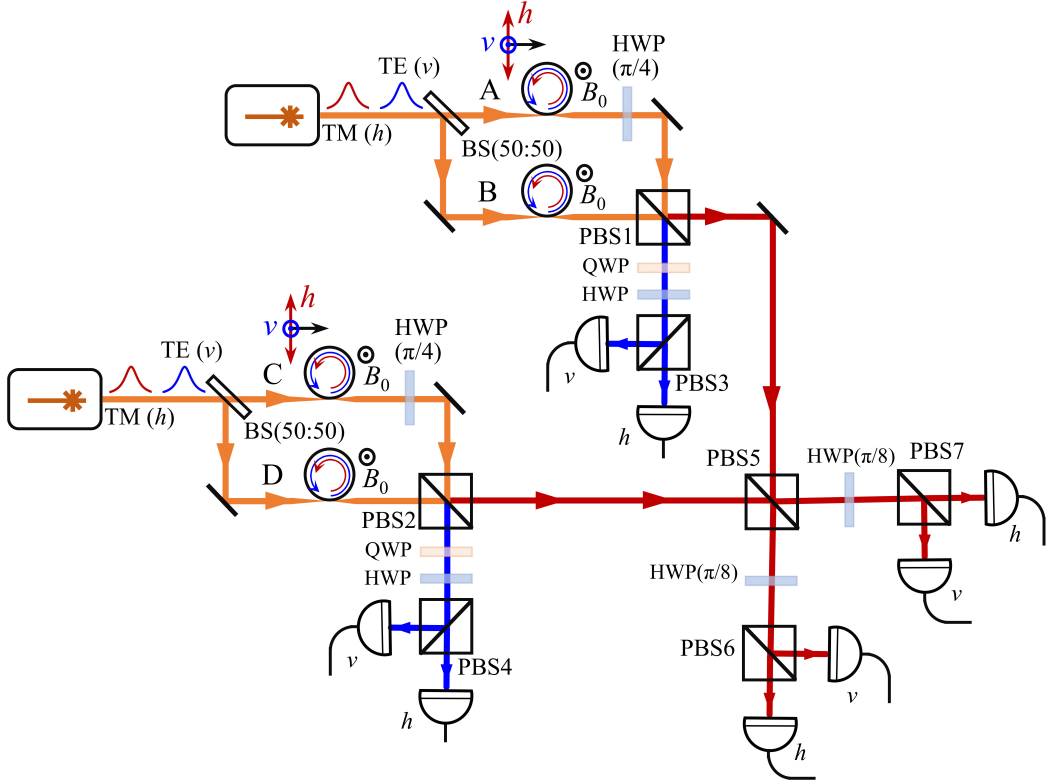 h
v
HWP
(π/4)
TE (v)
A
B₀
TM (h)
BS(50:50)
B
B₀
PBS1
QWP
HWP
v
PBS3
h
h
v
HWP
(π/4)
TE (v)
C
B₀
TM (h)
BS(50:50)
D
B₀
PBS2
QWP
HWP
v
PBS4
h
PBS5
HWP(π/8)
PBS7
h
v
HWP(π/8)
PBS6
v
h